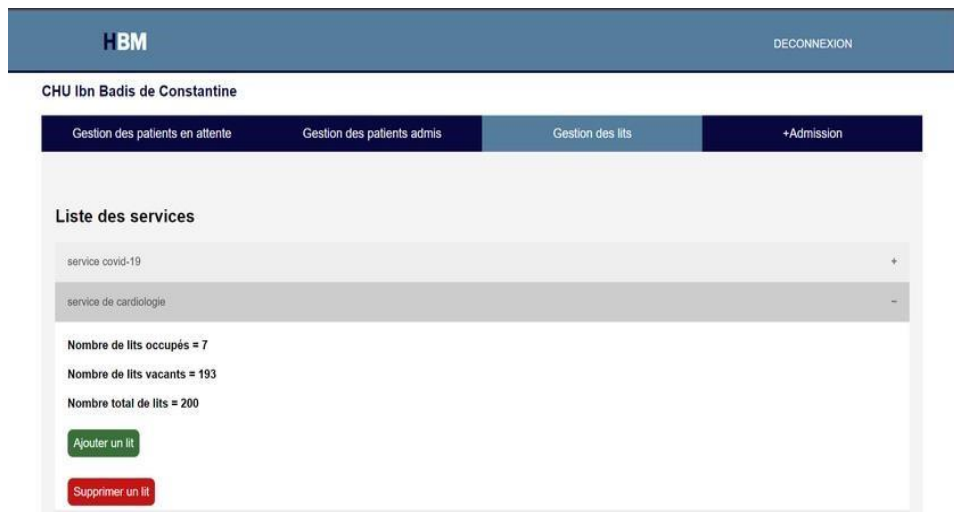 HBM
DECONNEXION
CHU Ibn Badis de Constantine
Gestion des patients en attente
Gestion des patients admis
Gestion des lits
+Admission
Liste des services
service covid-19 +
service de cardiologie -
Nombre de lits occupés = 7
Nombre de lits vacants = 193
Nombre total de lits = 200
Ajouter un lit
Supprimer un lit